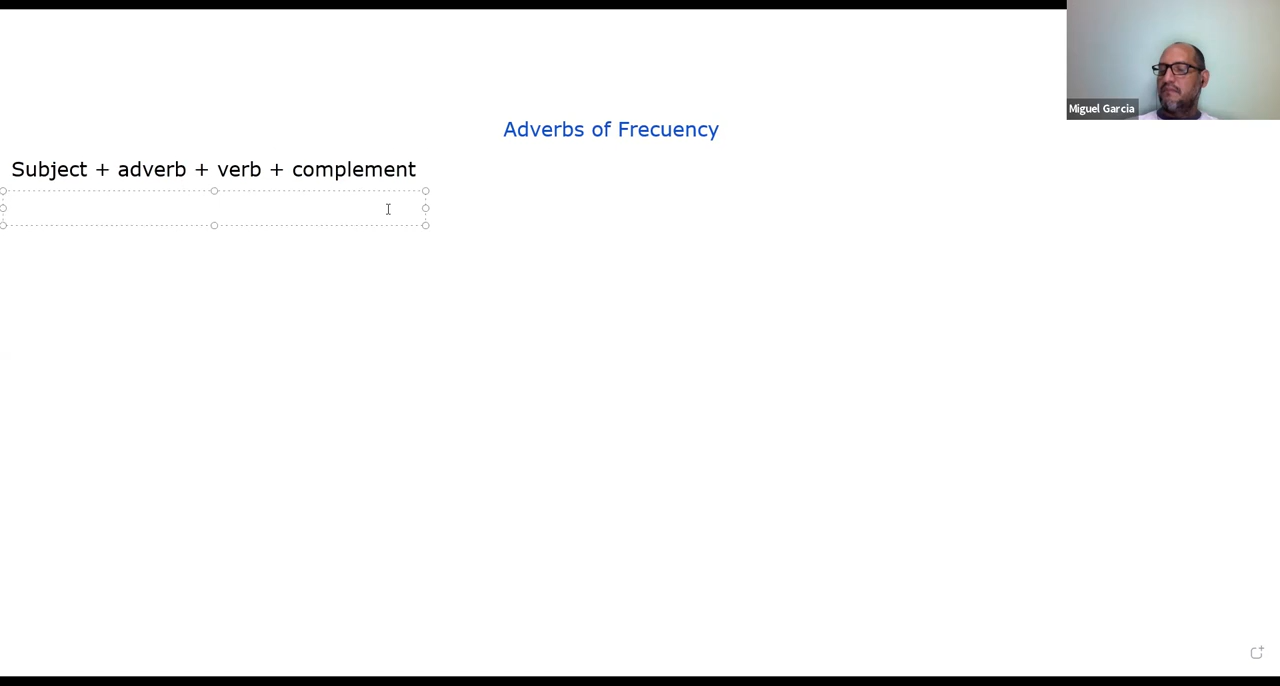 Miguel Garcia
Adverbs of Frecuency
Subject + adverb + verb + complement